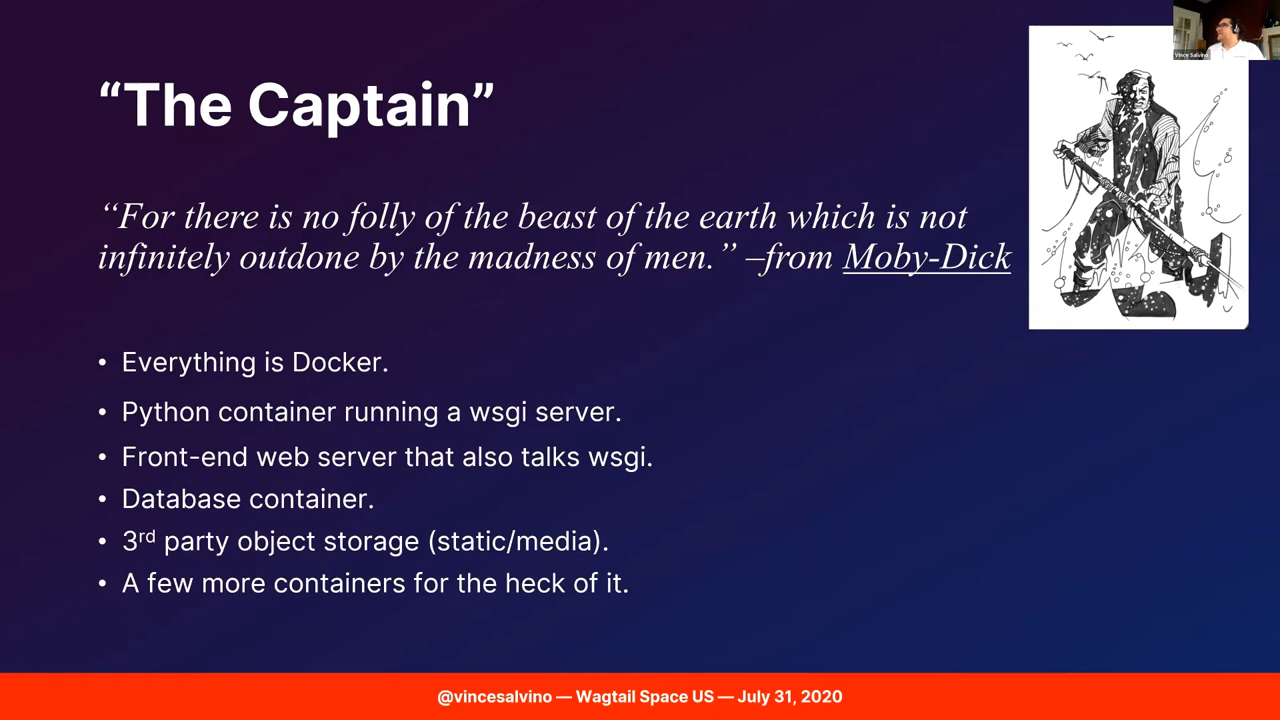 Vince Salvino
“The Captain”
“For there is no folly of the beast of the earth which is not
infinitely outdone by the madness of men.” –from Moby-Dick
• Everything is Docker.
• Python container running a wsgi server.
• Front-end web server that also talks wsgi.
• Database container.
• 3rd party object storage (static/media).
• A few more containers for the heck of it.
@vincesalvino — Wagtail Space US — July 31, 2020